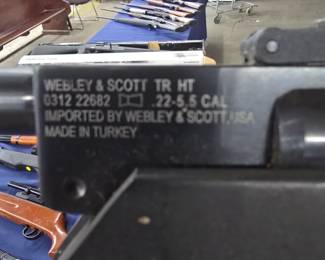 WEBLEY & SCOTT TR HT
0312 22682 .22-5,5 CAL
IMPORTED BY WEBLEY & SCOTT,USA
MADE IN TURKEY